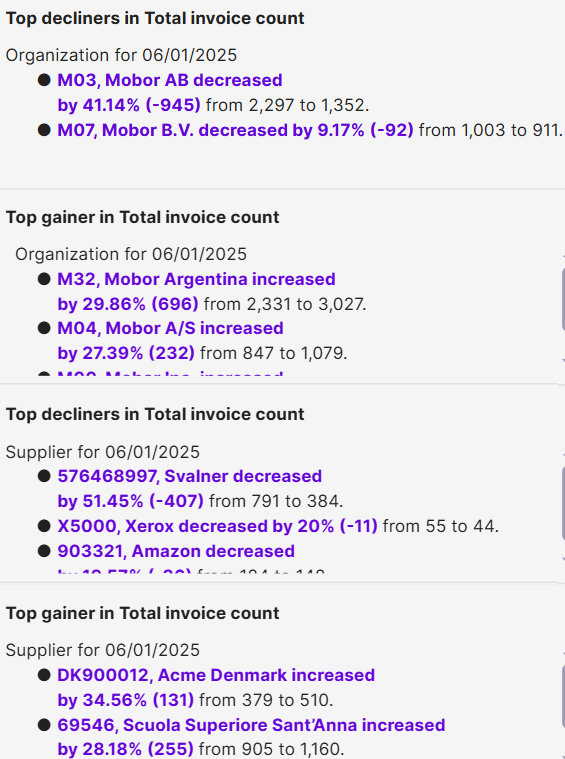 Top decliners in Total invoice count
Organization for 06/01/2025
● M03, Mobor AB decreased
by 41.14% (-945) from 2,297 to 1,352.
● M07, Mobor B.V. decreased by 9.17% (-92) from 1,003 to 911.
Top gainer in Total invoice count
Organization for 06/01/2025
● M32, Mobor Argentina increased
by 29.86% (696) from 2,331 to 3,027.
● M04, Mobor A/S increased
by 27.39% (232) from 847 to 1,079.
Mobor Inc. increased
Top decliners in Total invoice count
Supplier for 06/01/2025
● 576468997, Svalner decreased
by 51.45% (-407) from 791 to 384.
● X5000, Xerox decreased by 20% (-11) from 55 to 44.
● 903321, Amazon decreased
Top gainer in Total invoice count
Supplier for 06/01/2025
● DK900012, Acme Denmark increased
by 34.56% (131) from 379 to 510.
● 69546, Scuola Superiore Sant’Anna increased
by 28.18% (255) from 905 to 1,160.